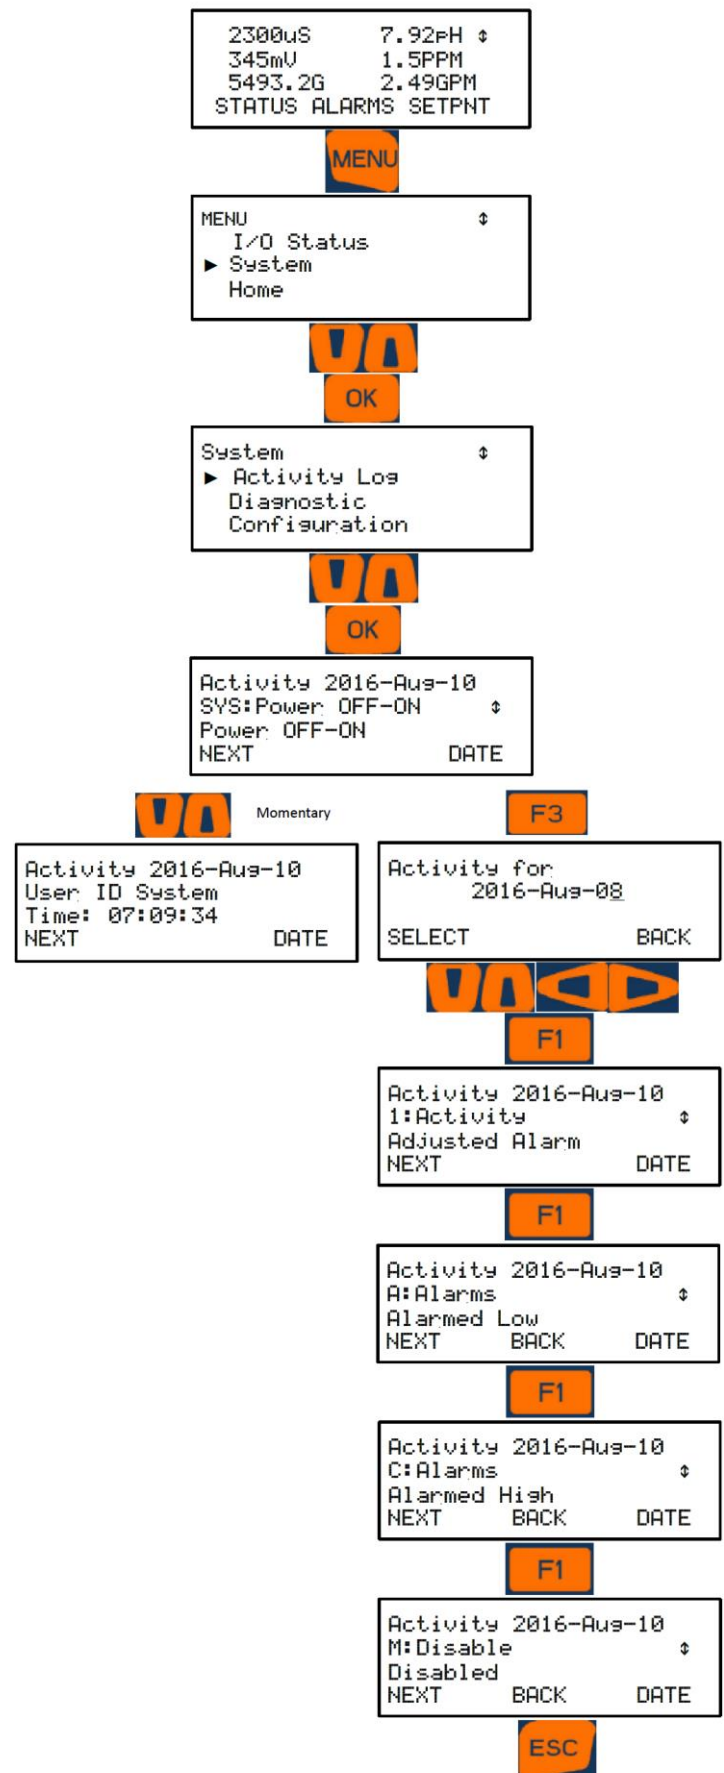 2300uS 7.92pH ⇕
345mV 1.5PPM
5493.2G 2.49GPM
STATUS ALARMS SETPNT
MENU
MENU ⇕
I/O Status
► System
Home
OK
System ⇕
► Activity Log
Diagnostic
Configuration
OK
Activity 2016-Aug-10
SYS:Power OFF-ON ⇕
Power OFF-ON
NEXT DATE
Momentary
Activity 2016-Aug-10
User ID System
Time: 07:09:34
NEXT DATE
F3
Activity for
2016-Aug-08
SELECT BACK
F1
Activity 2016-Aug-10
1:Activity ⇕
Adjusted Alarm
NEXT DATE
F1
Activity 2016-Aug-10
A:Alarms ⇕
Alarmed Low
NEXT BACK DATE
F1
Activity 2016-Aug-10
C:Alarms ⇕
Alarmed High
NEXT BACK DATE
F1
Activity 2016-Aug-10
M:Disable ⇕
Disabled
NEXT BACK DATE
ESC